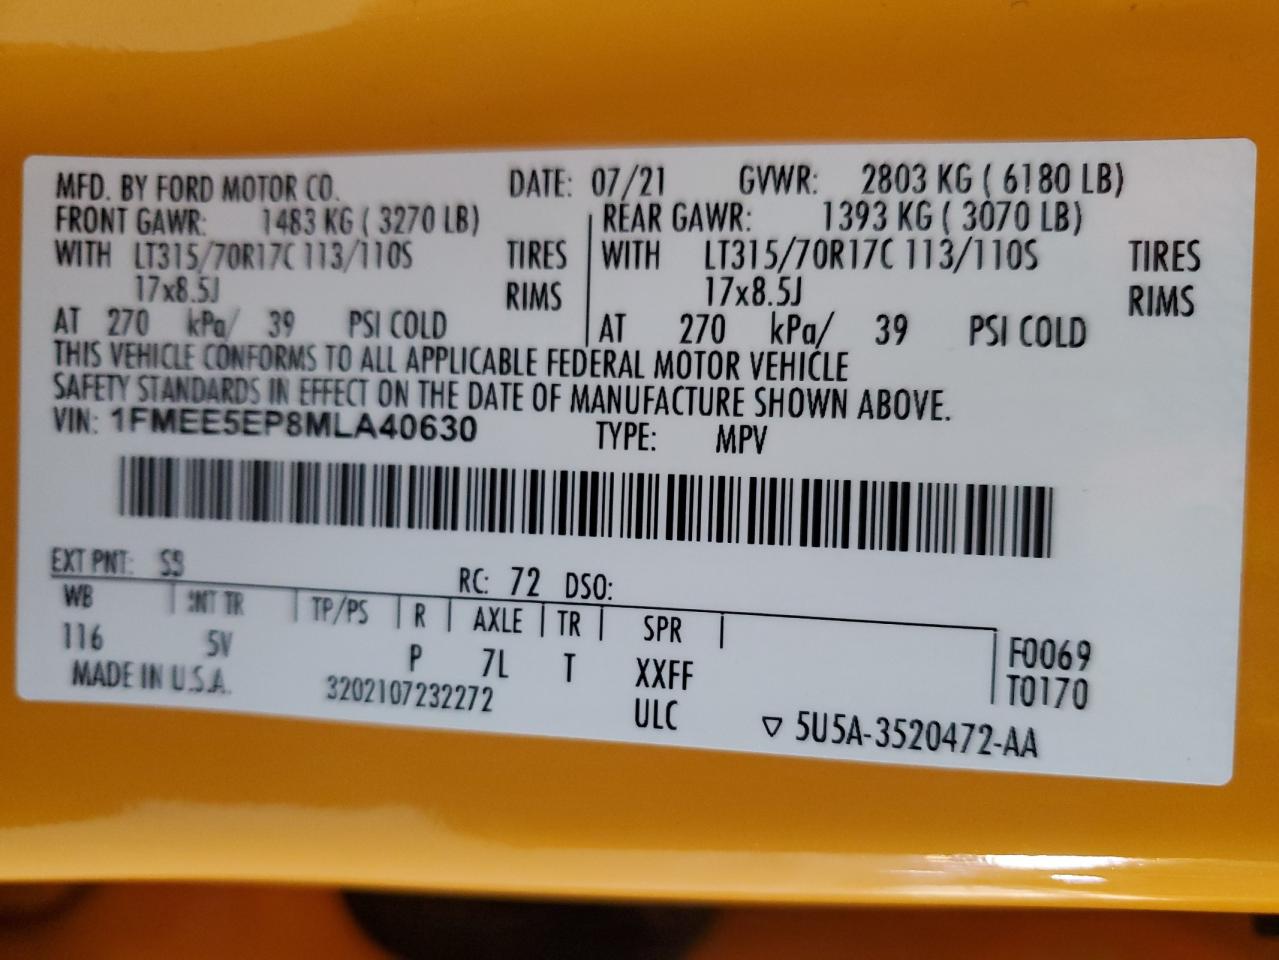 MFD. BY FORD MOTOR CO. DATE: 07/21 GVWR: 2803 KG ( 6180 LB)
FRONT GAWR: 1483 KG ( 3270 LB) REAR GAWR: 1393 KG ( 3070 LB)
WITH LT315/70R17C 113/110S TIRES WITH LT315/70R17C 113/110S TIRES
17x8.5J RIMS 17x8.5J RIMS
AT 270 kPa/ 39 PSI COLD AT 270 kPa/ 39 PSI COLD
THIS VEHICLE CONFORMS TO ALL APPLICABLE FEDERAL MOTOR VEHICLE
SAFETY STANDARDS IN EFFECT ON THE DATE OF MANUFACTURE SHOWN ABOVE.
VIN: 1FMEE5EP8MLA40630 TYPE: MPV
EXT PNT: SS RC: 72 DSO:
WB INT TR TP/PS R AXLE TR SPR
116 5V P 7L T XXFF F0069
MADE IN U.S.A. 3202107232272 ULC T0170
▽ 5U5A-3520472-AA